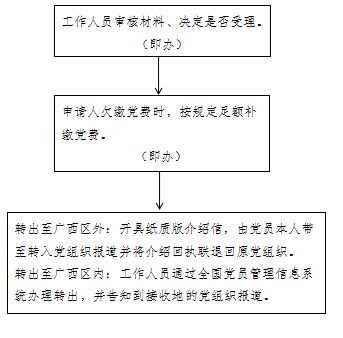 工作人员审核材料、决定是否受理。
（即办）
申请人欠缴党费时，按规定足额补
缴党费。
（即办）
转出至广西区外：开具纸质版介绍信，由党员本人带
至转入党组织报道并将介绍回执联退回原党组织。
转出至广西区内：工作人员通过全国党员管理信息系
统办理转出，并告知到接收地的党组织报道。